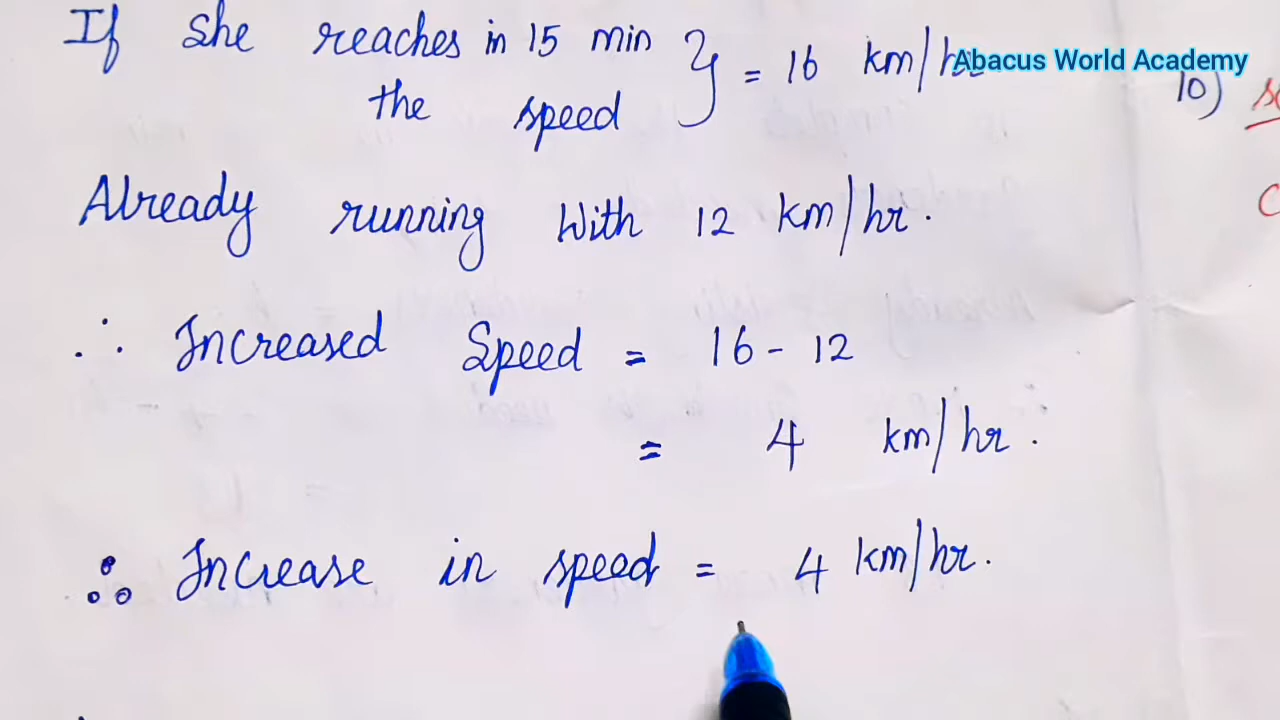 If she reaches in 15 min
the speed } = 16 km/hr
Abacus World Academy
10)
Already running with 12 km/hr.
∴ Increased Speed = 16 - 12
= 4 km/hr.
∴ Increase in speed = 4 km/hr.